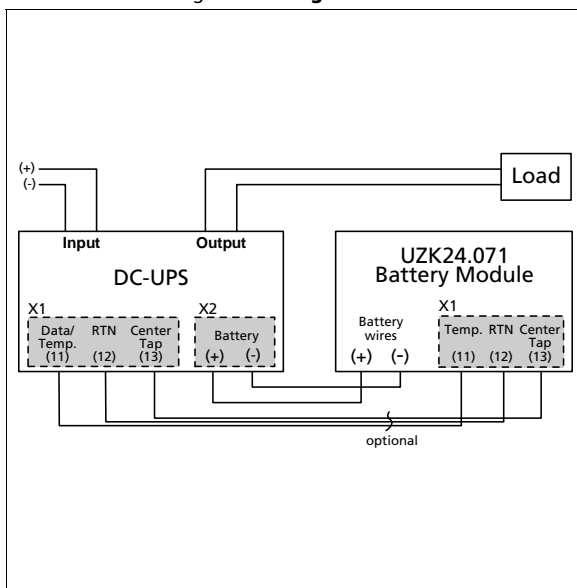 (+)
(-)
Load
Input
Output
DC-UPS
UZK24.071
Battery Module
X1
X2
Data/
Temp.
(11)
RTN
(12)
Center
Tap
(13)
Battery
(+) (-)
Battery
wires
(+) (-)
X1
Temp.
(11)
RTN
(12)
Center
Tap
(13)
optional